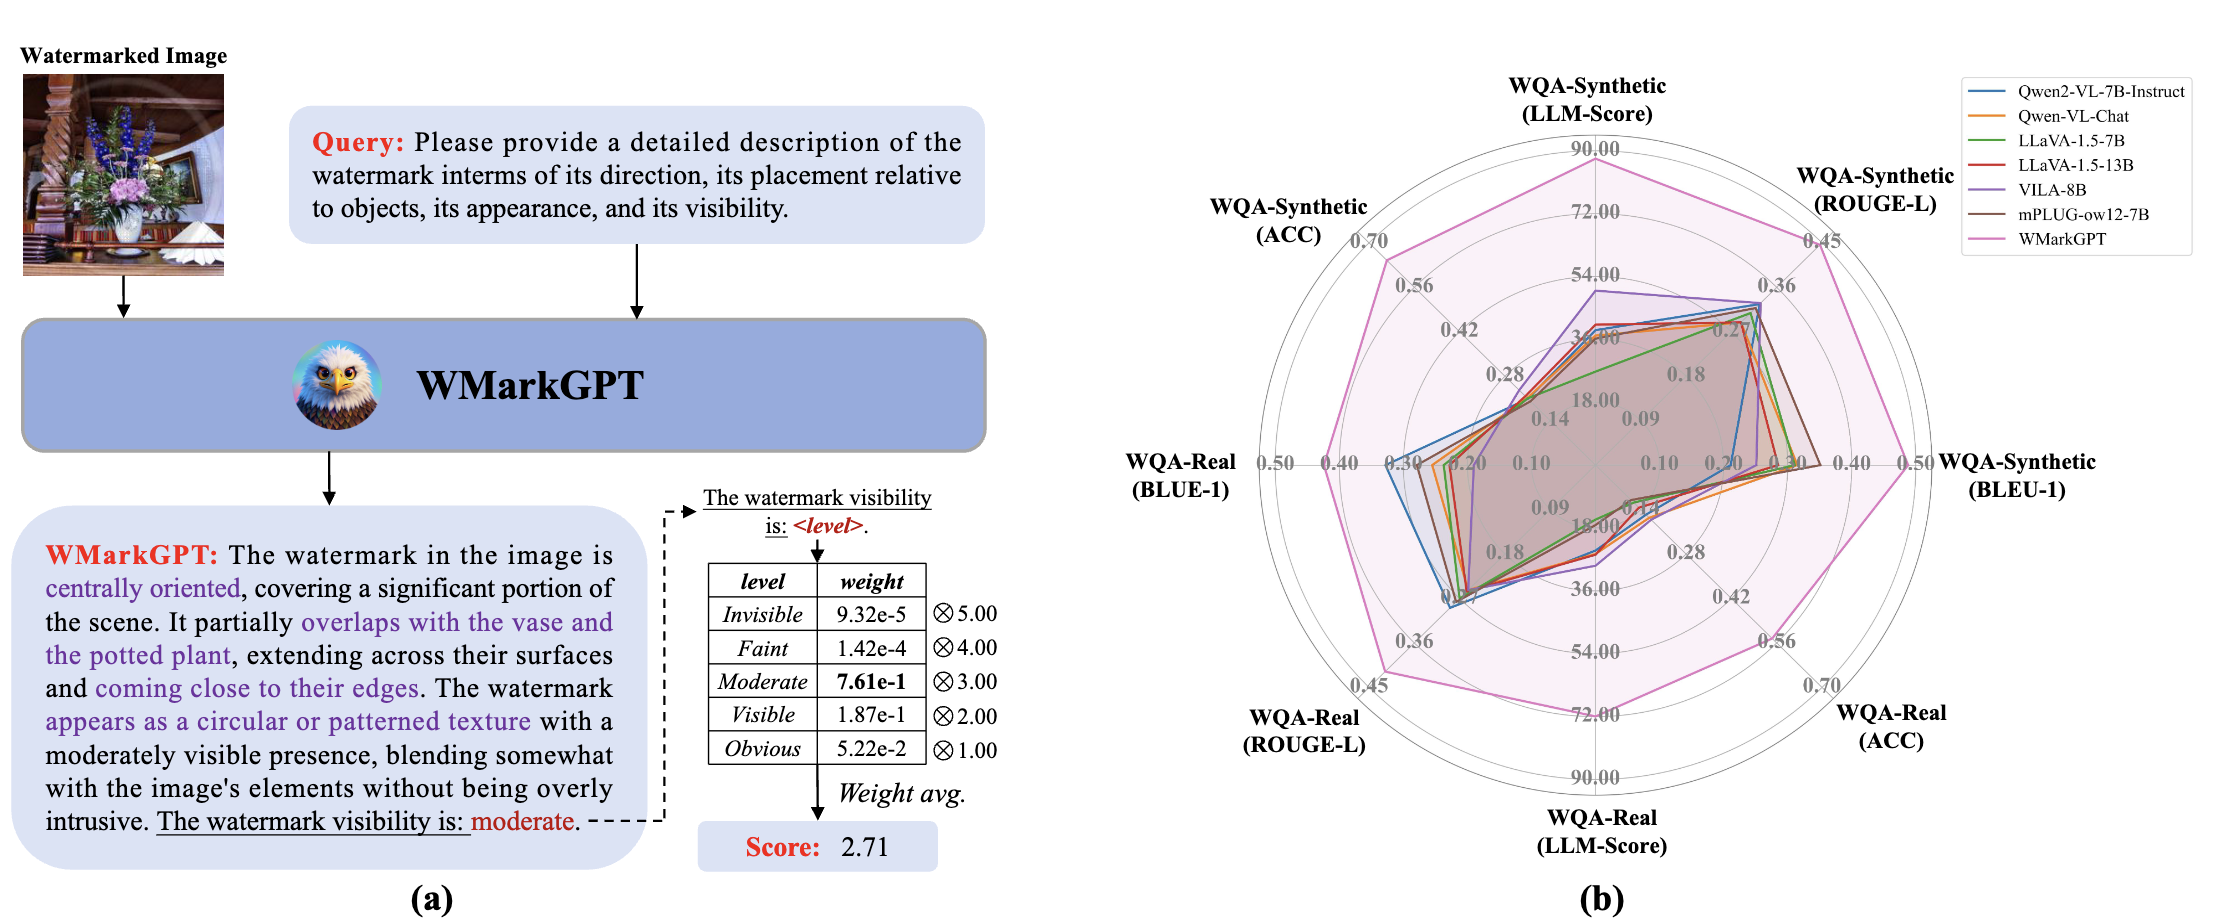 Watermarked Image
Query: Please provide a detailed description of the
watermark interms of its direction, its placement relative
to objects, its appearance, and its visibility.
WMarkGPT
WMarkGPT: The watermark in the image is
centrally oriented, covering a significant portion of
the scene. It partially overlaps with the vase and
the potted plant, extending across their surfaces
and coming close to their edges. The watermark
appears as a circular or patterned texture with a
moderately visible presence, blending somewhat
with the image's elements without being overly
intrusive. The watermark visibility is: moderate.
The watermark visibility
is: <level>.
level weight
Invisible 9.32e-5 ⊗5.00
Faint 1.42e-4 ⊗4.00
Moderate 7.61e-1 ⊗3.00
Visible 1.87e-1 ⊗2.00
Obvious 5.22e-2 ⊗1.00
Weight avg.
Score: 2.71
(a)
WQA-Synthetic
(LLM-Score)
90.00
72.00
54.00
36.00
18.00
WQA-Synthetic
(ROUGE-L)
0.45
0.36
0.27
0.18
0.09
WQA-Synthetic
(ACC)
0.70
0.56
0.42
0.28
0.14
WQA-Real
(BLUE-1)
0.50 0.40 0.30 0.20 0.10
0.10 0.20 0.30 0.40 0.50
WQA-Synthetic
(BLEU-1)
0.09
0.18
0.27
0.36
0.45
WQA-Real
(ROUGE-L)
18.00
36.00
54.00
72.00
90.00
WQA-Real
(LLM-Score)
0.14
0.28
0.42
0.56
0.70
WQA-Real
(ACC)
Qwen2-VL-7B-Instruct
Qwen-VL-Chat
LLaVA-1.5-7B
LLaVA-1.5-13B
VILA-8B
mPLUG-ow12-7B
WMarkGPT
(b)